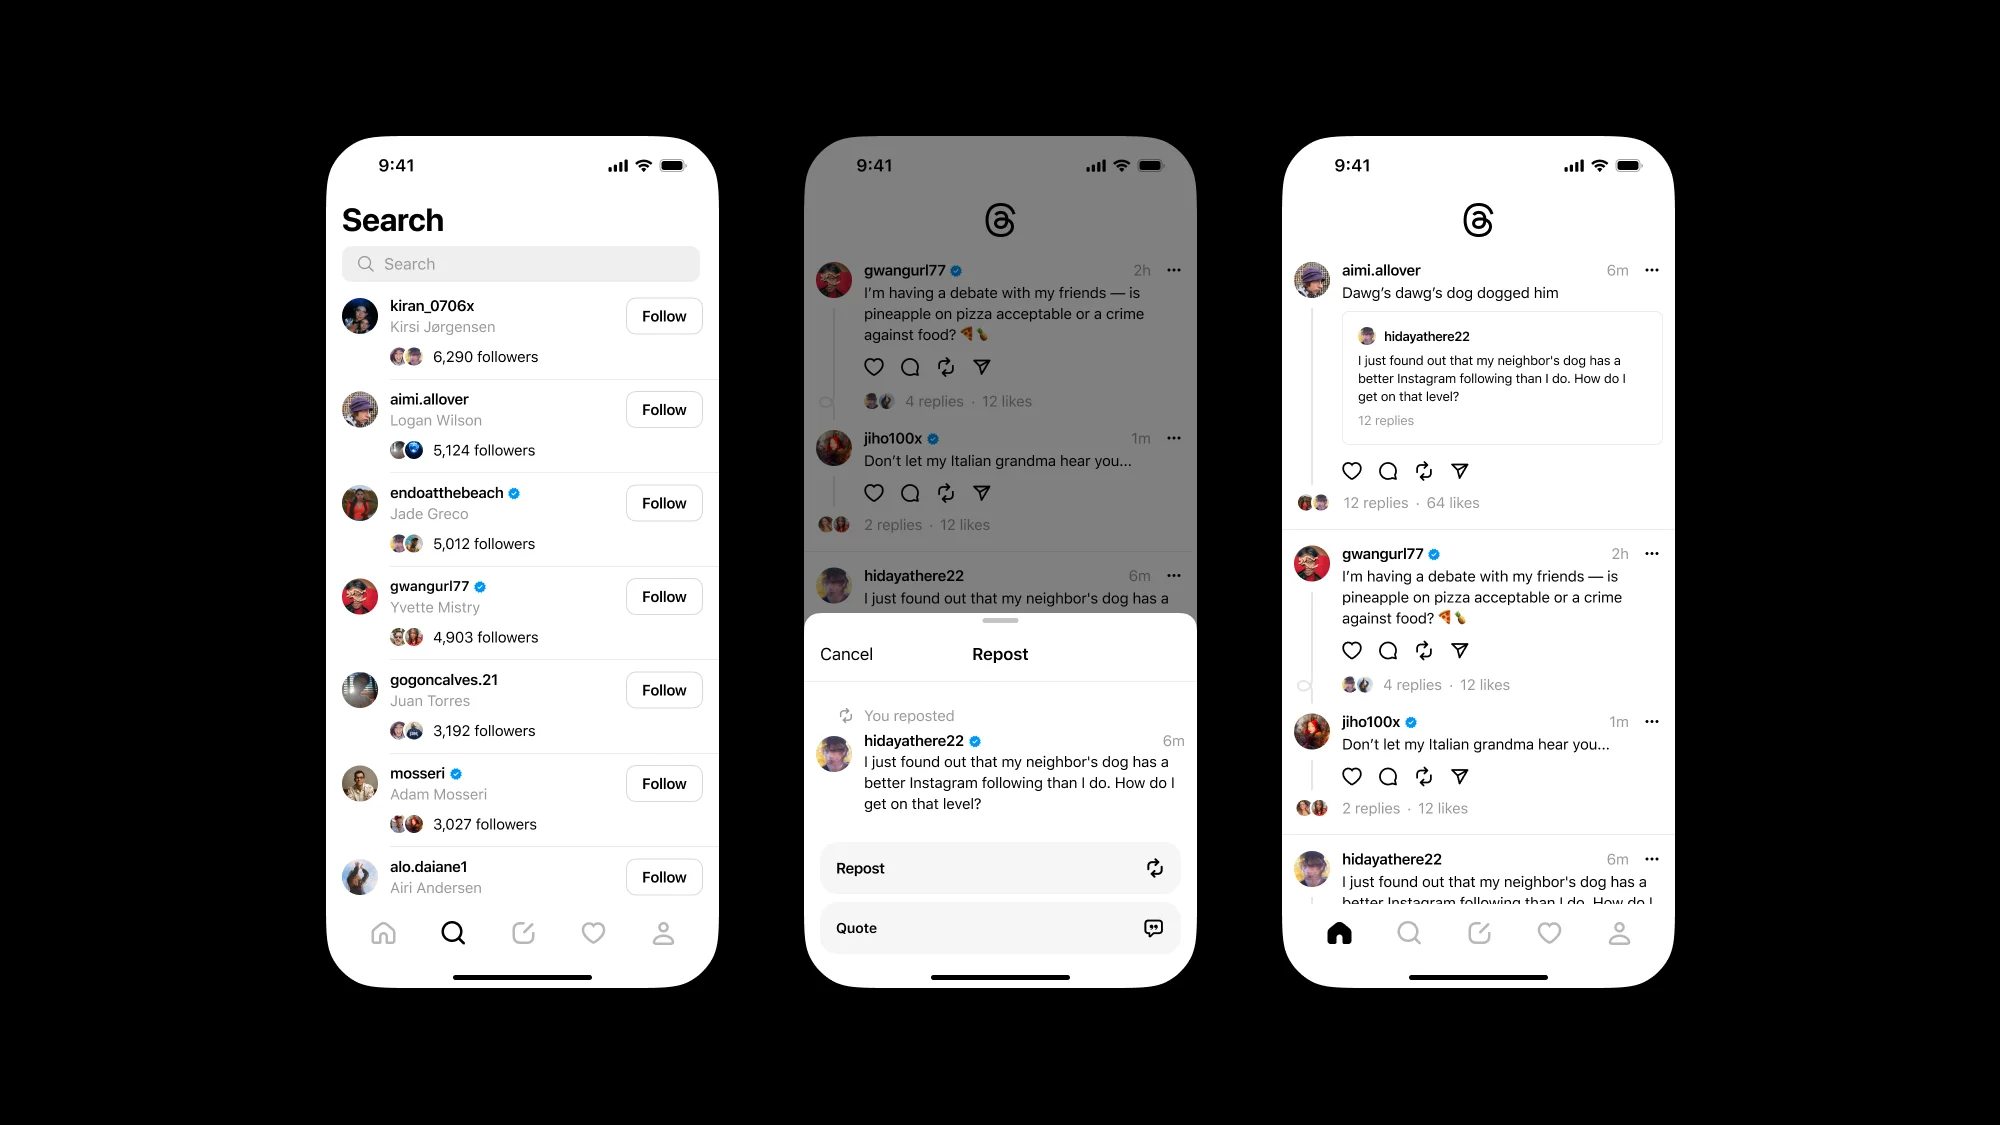 9:41
Search
Search
kiran_0706x
Kirsi Jørgensen
Follow
6,290 followers
aimi.allover
Logan Wilson
Follow
5,124 followers
endoatthebeach
Jade Greco
Follow
5,012 followers
gwangurl77
Yvette Mistry
Follow
4,903 followers
gogoncalves.21
Juan Torres
Follow
3,192 followers
mosseri
Adam Mosseri
Follow
3,027 followers
alo.daiane1
Airi Andersen
Follow
9:41
gwangurl77 2h
I’m having a debate with my friends — is
pineapple on pizza acceptable or a crime
against food? 🍕🍍
4 replies · 12 likes
jiho100x 1m
Don’t let my Italian grandma hear you...
2 replies · 12 likes
hidayathere22 6m
I just found out that my neighbor's dog has a
Cancel Repost
You reposted
hidayathere22 6m
I just found out that my neighbor's dog has a
better Instagram following than I do. How do I
get on that level?
Repost
Quote
9:41
aimi.allover 6m
Dawg’s dawg’s dog dogged him
hidayathere22
I just found out that my neighbor's dog has a
better Instagram following than I do. How do I
get on that level?
12 replies
12 replies · 64 likes
gwangurl77 2h
I’m having a debate with my friends — is
pineapple on pizza acceptable or a crime
against food? 🍕🍍
4 replies · 12 likes
jiho100x 1m
Don’t let my Italian grandma hear you...
2 replies · 12 likes
hidayathere22 6m
I just found out that my neighbor's dog has a
better Instagram following than I do. How do I